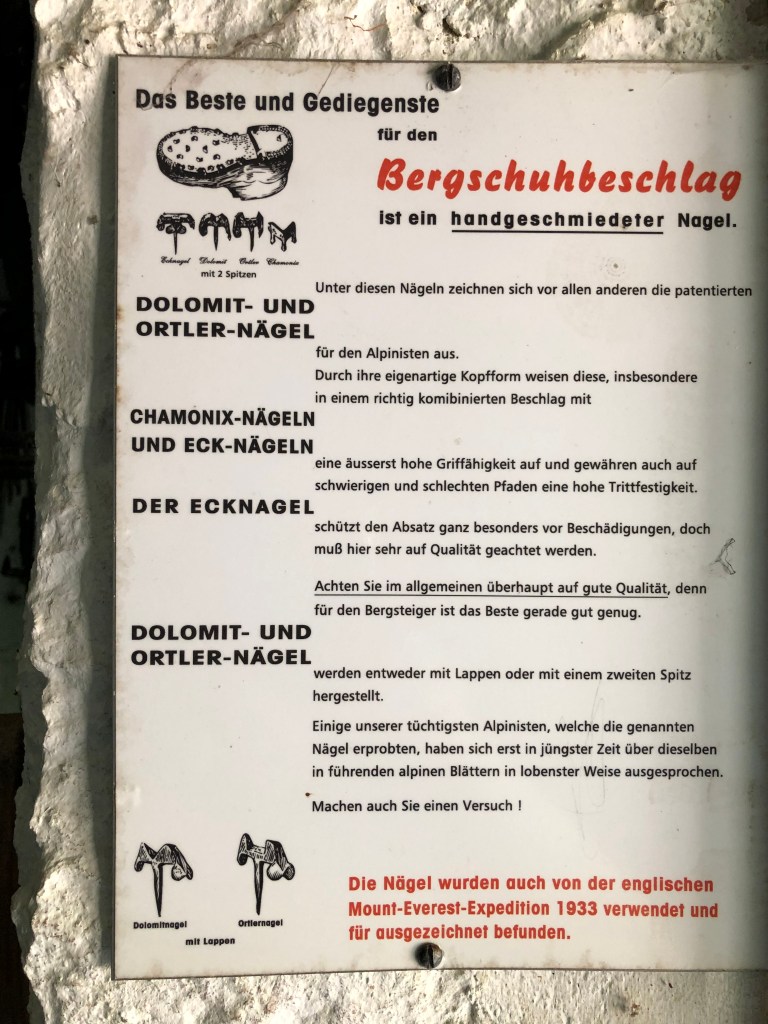 Das Beste und Gediegenste
für den
Bergschuhbeschlag
ist ein handgeschmiedeter Nagel.
Ecknagel Dolomit Ortler Chamonix
mit 2 Spitzen
Unter diesen Nägeln zeichnen sich vor allen anderen die patentierten
DOLOMIT- UND
ORTLER-NÄGEL
für den Alpinisten aus.
Durch ihre eigenartige Kopfform weisen diese, insbesondere
in einem richtig komibinierten Beschlag mit
CHAMONIX-NÄGELN
UND ECK-NÄGELN
eine äusserst hohe Griffähigkeit auf und gewähren auch auf
schwierigen und schlechten Pfaden eine hohe Trittfestigkeit.
DER ECKNAGEL
schützt den Absatz ganz besonders vor Beschädigungen, doch
muß hier sehr auf Qualität geachtet werden.
Achten Sie im allgemeinen überhaupt auf gute Qualität, denn
für den Bergsteiger ist das Beste gerade gut genug.
DOLOMIT- UND
ORTLER-NÄGEL
werden entweder mit Lappen oder mit einem zweiten Spitz
hergestellt.
Einige unserer tüchtigsten Alpinisten, welche die genannten
Nägel erprobten, haben sich erst in jüngster Zeit über dieselben
in führenden alpinen Blättern in lobenster Weise ausgesprochen.
Machen auch Sie einen Versuch !
Dolomitnagel Ortlernagel
mit Lappen
Die Nägel wurden auch von der englischen
Mount-Everest-Expedition 1933 verwendet und
für ausgezeichnet befunden.